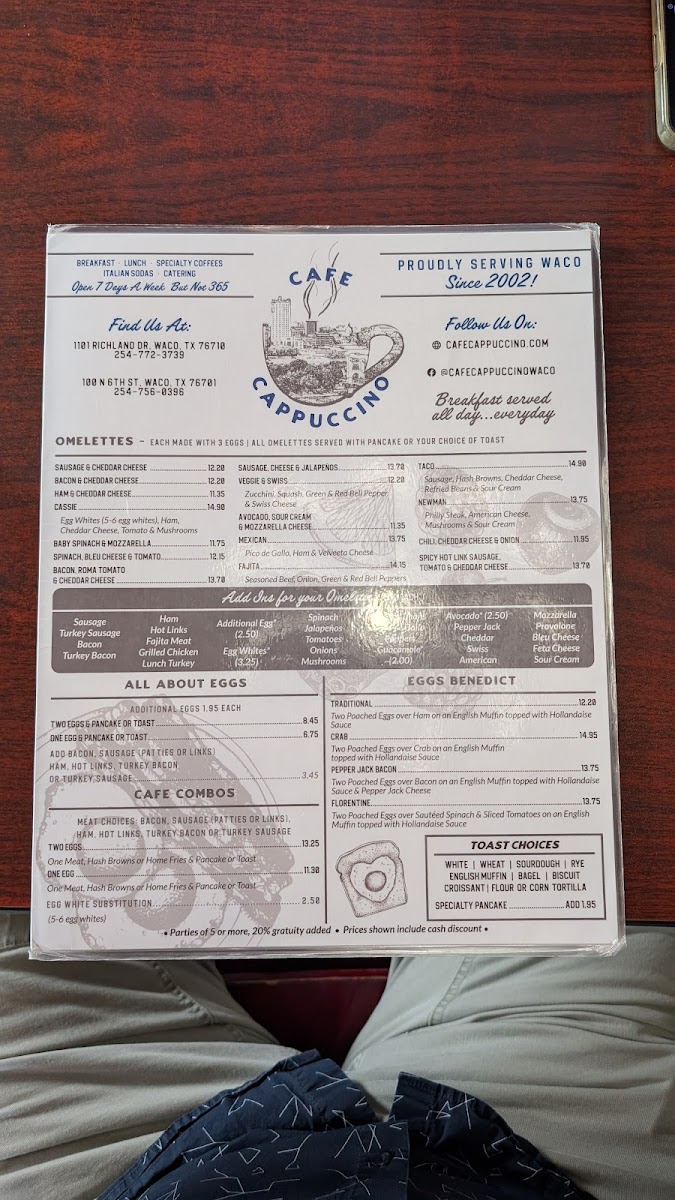 BREAKFAST · LUNCH · SPECIALTY COFFEES
ITALIAN SODAS · CATERING
Open 7 Days A Week But Not 365
Find Us At:
1101 RICHLAND DR, WACO, TX 76710
254-772-3739
100 N 6TH ST, WACO, TX 76701
254-756-0396
CAFE
CAPPUCCINO
PROUDLY SERVING WACO
Since 2002!
Follow Us On:
CAFECAPPUCCINO.COM
@CAFECAPPUCCINOWACO
Breakfast served
all day...everyday
OMELETTES - EACH MADE WITH 3 EGGS | ALL OMELETTES SERVED WITH PANCAKE OR YOUR CHOICE OF TOAST
SAUSAGE & CHEDDAR CHEESE 12.20
BACON & CHEDDAR CHEESE 12.20
HAM & CHEDDAR CHEESE 11.35
CASSIE 14.90
Egg Whites (5-6 egg whites), Ham,
Cheddar Cheese, Tomato & Mushrooms
BABY SPINACH & MOZZARELLA 11.75
SPINACH, BLEU CHEESE & TOMATO 12.15
BACON, ROMA TOMATO
& CHEDDAR CHEESE 13.70
SAUSAGE, CHEESE & JALAPENOS 13.70
VEGGIE & SWISS 12.20
Zucchini, Squash, Green & Red Bell Pepper
& Swiss Cheese
AVOCADO, SOUR CREAM
& MOZZARELLA CHEESE 11.35
MEXICAN 13.75
Pico de Gallo, Ham & Velveeta Cheese
FAJITA 14.15
Seasoned Beef, Onion, Green & Red Bell Peppers
TACO 14.90
Sausage, Hash Browns, Cheddar Cheese,
Refried Beans & Sour Cream
NEWMAN 13.75
Philly Steak, American Cheese,
Mushrooms & Sour Cream
CHILI, CHEDDAR CHEESE & ONION 11.95
SPICY HOT LINK SAUSAGE,
TOMATO & CHEDDAR CHEESE 13.70
Add Ins for your
Sausage
Turkey Sausage
Bacon
Turkey Bacon
Ham
Hot Links
Fajita Meat
Grilled Chicken
Lunch Turkey
Additional Egg*
(2.50)
Egg Whites*
(3.25)
Spinach
Jalapeños
Tomatoes
Onions
Mushrooms
Guacamole
(2.00)
Avocado* (2.50)
Pepper Jack
Cheddar
Swiss
American
Mozzarella
Provolone
Bleu Cheese
Feta Cheese
Sour Cream
ALL ABOUT EGGS
ADDITIONAL EGGS 1.95 EACH
TWO EGGS & PANCAKE OR TOAST 8.45
ONE EGG & PANCAKE OR TOAST 6.75
ADD BACON, SAUSAGE (PATTIES OR LINKS)
HAM, HOT LINKS, TURKEY BACON,
OR TURKEY SAUSAGE 3.45
CAFE COMBOS
MEAT CHOICES: BACON, SAUSAGE (PATTIES OR LINKS),
HAM, HOT LINKS, TURKEY BACON OR TURKEY SAUSAGE
TWO EGGS 13.25
One Meat, Hash Browns or Home Fries & Pancake or Toast
ONE EGG 11.30
One Meat, Hash Browns or Home Fries & Pancake or Toast
EGG WHITE SUBSTITUTION 2.50
(5-6 egg whites)
EGGS BENEDICT
TRADITIONAL 12.20
Two Poached Eggs over Ham on an English Muffin topped with Hollandaise
Sauce
CRAB 14.95
Two Poached Eggs over Crab on an English Muffin
topped with Hollandaise Sauce
PEPPER JACK BACON 13.75
Two Poached Eggs over Bacon on an English Muffin topped with Hollandaise
Sauce & Pepper Jack Cheese
FLORENTINE 13.75
Two Poached Eggs over Sautéed Spinach & Sliced Tomatoes on an English
Muffin topped with Hollandaise Sauce
TOAST CHOICES
WHITE | WHEAT | SOURDOUGH | RYE
ENGLISH MUFFIN | BAGEL | BISCUIT
CROISSANT | FLOUR OR CORN TORTILLA
SPECIALTY PANCAKE ADD 1.95
• Parties of 5 or more, 20% gratuity added • Prices shown include cash discount •